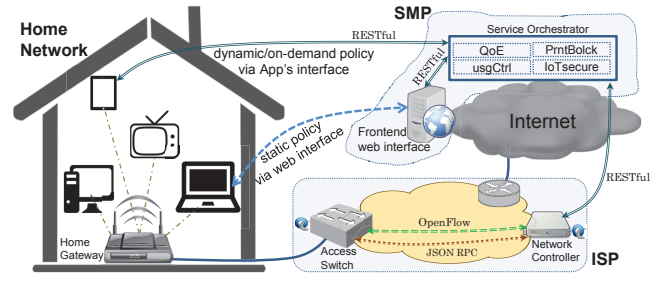 Home
Network
SMP
RESTful
Service Orchestrator
QoE
PrntBolck
usgCtrl
IoTsecure
dynamic/on-demand policy
via App's interface
RESTful
static policy
via web interface
Frontend
web interface
Internet
RESTful
OpenFlow
JSON RPC
Home
Gateway
Access
Switch
Network
Controller
ISP